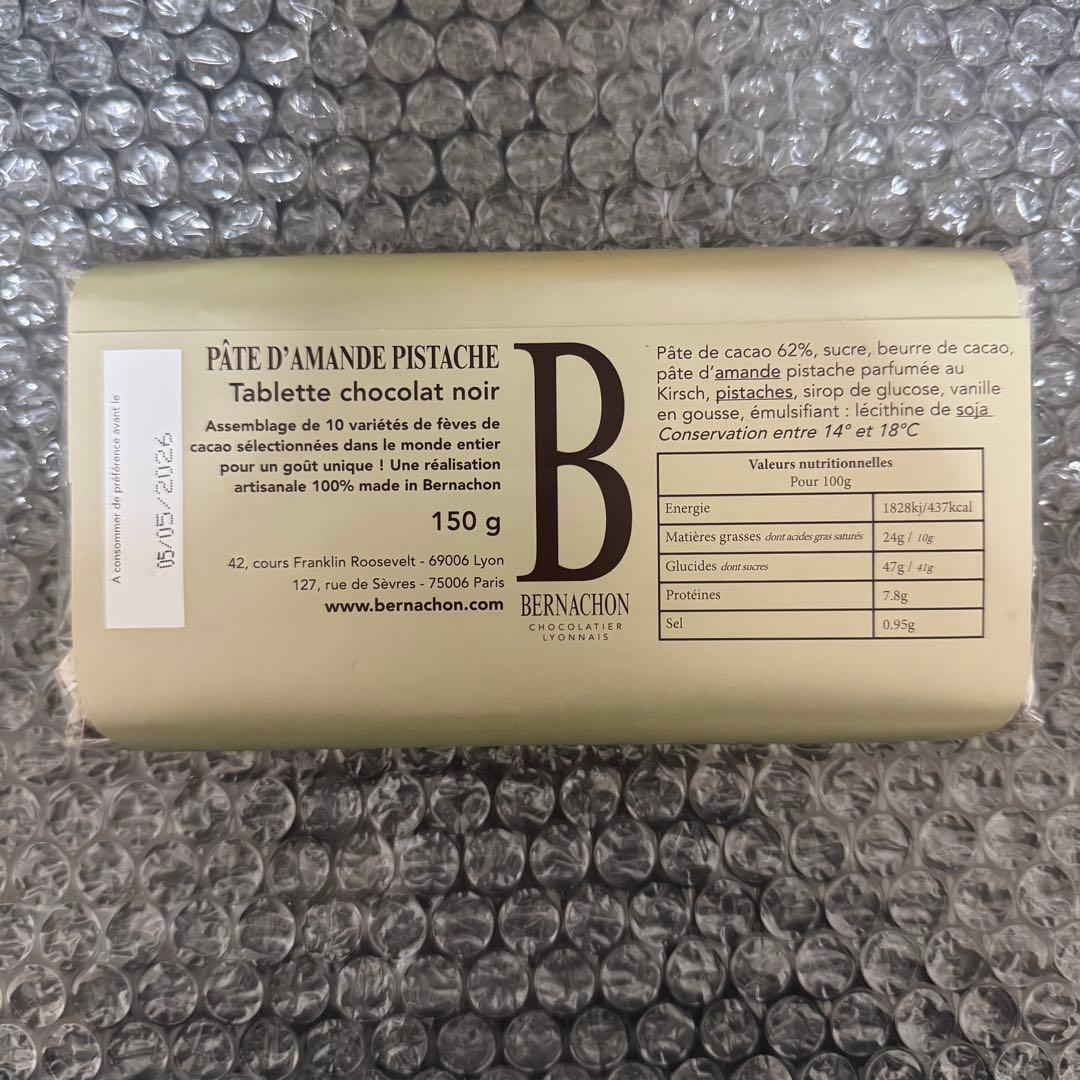 A consommer de préférence avant le
05/05/2026
PÂTE D'AMANDE PISTACHE
Tablette chocolat noir
Assemblage de 10 variétés de fèves de
cacao sélectionnées dans le monde entier
pour un goût unique ! Une réalisation
artisanale 100% made in Bernachon
150 g
42, cours Franklin Roosevelt - 69006 Lyon
127, rue de Sèvres - 75006 Paris
www.bernachon.com
B
BERNACHON
CHOCOLATIER
LYONNAIS
Pâte de cacao 62%, sucre, beurre de cacao,
pâte d'amande pistache parfumée au
Kirsch, pistaches, sirop de glucose, vanille
en gousse, émulsifiant : lécithine de soja
Conservation entre 14° et 18°C
Valeurs nutritionnelles
Pour 100g
Energie 1828kj/437kcal
Matières grasses dont acides gras saturés 24g / 10g
Glucides dont sucres 47g / 41g
Protéines 7.8g
Sel 0.95g